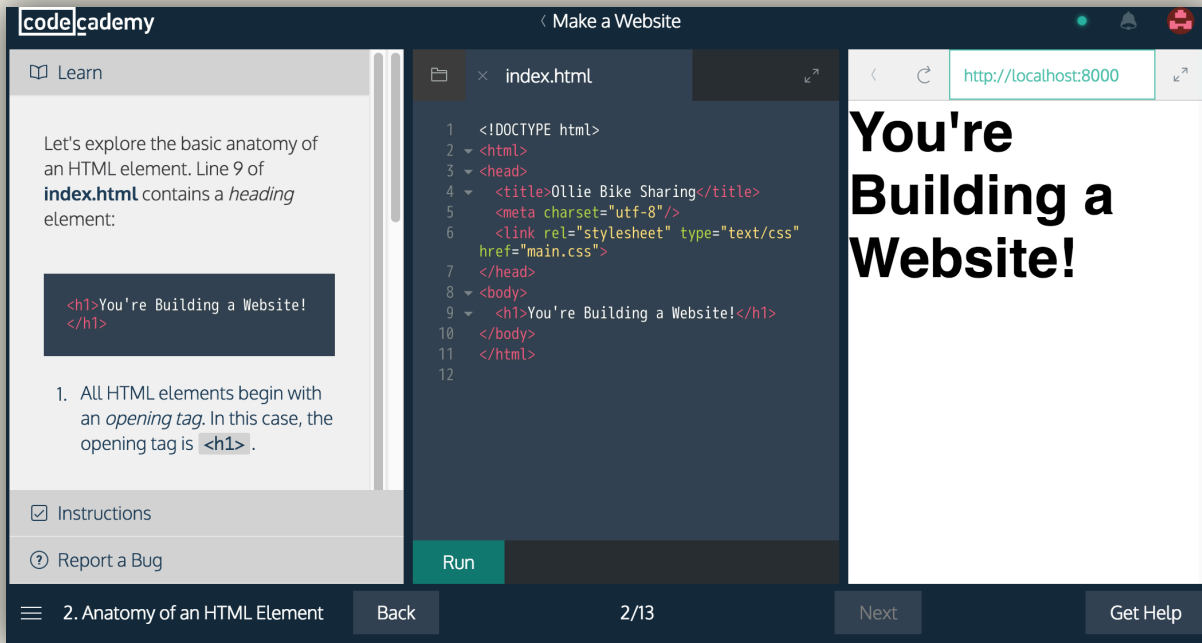 codecademy
Make a Website
Learn
Let's explore the basic anatomy of
an HTML element. Line 9 of
index.html contains a heading
element:
<h1>You're Building a Website!
</h1>
1. All HTML elements begin with
an opening tag. In this case, the
opening tag is <h1> .
Instructions
Report a Bug
index.html
1 <!DOCTYPE html>
2 <html>
3 <head>
4 <title>Ollie Bike Sharing</title>
5 <meta charset="utf-8"/>
6 <link rel="stylesheet" type="text/css"
href="main.css">
7 </head>
8 <body>
9 <h1>You're Building a Website!</h1>
10 </body>
11 </html>
12
Run
http://localhost:8000
You're
Building a
Website!
2. Anatomy of an HTML Element
Back
2/13
Next
Get Help